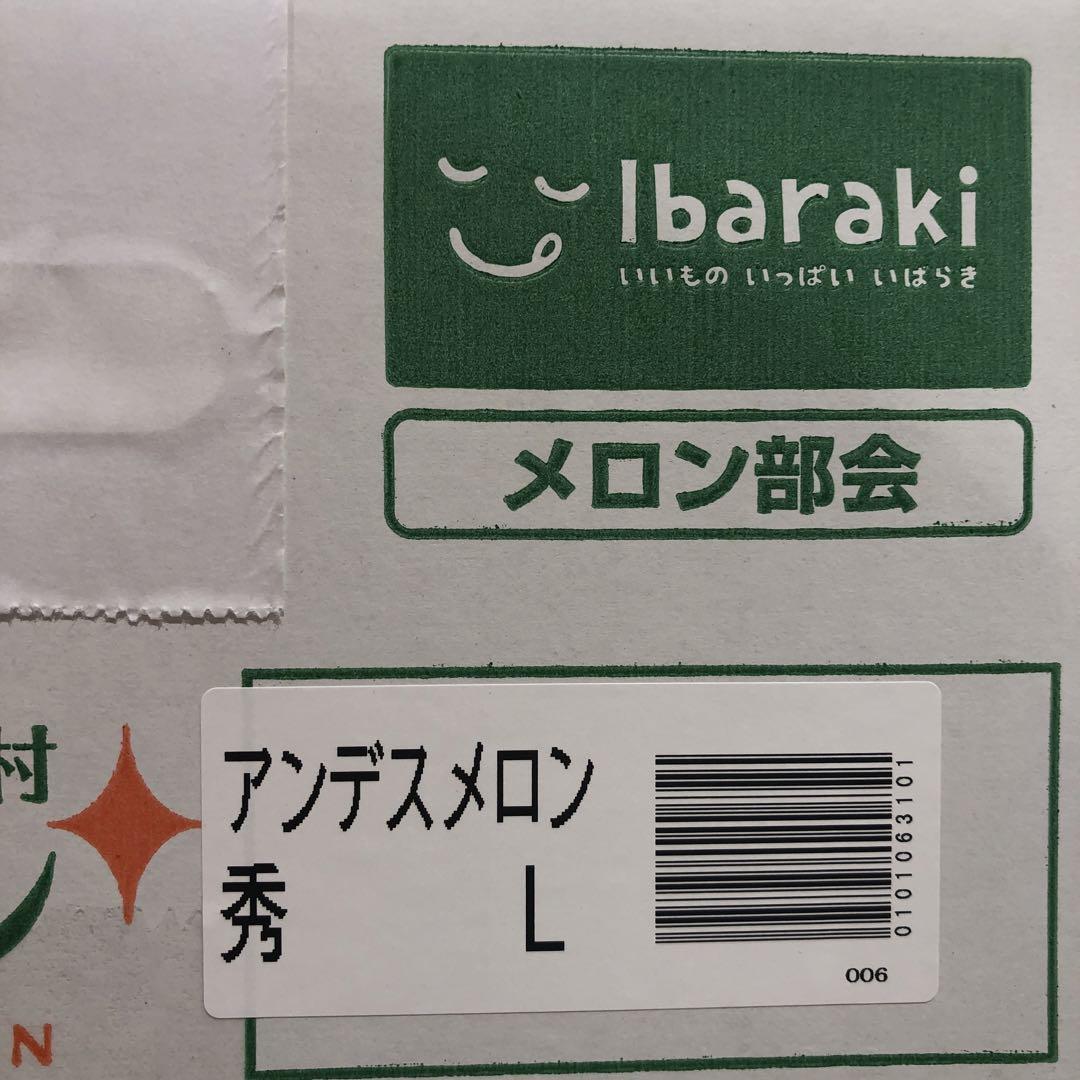 Ibaraki
いいもの いっぱい いばらき
メロン部会
村
アンデスメロン
秀 L
0101063101
006
N